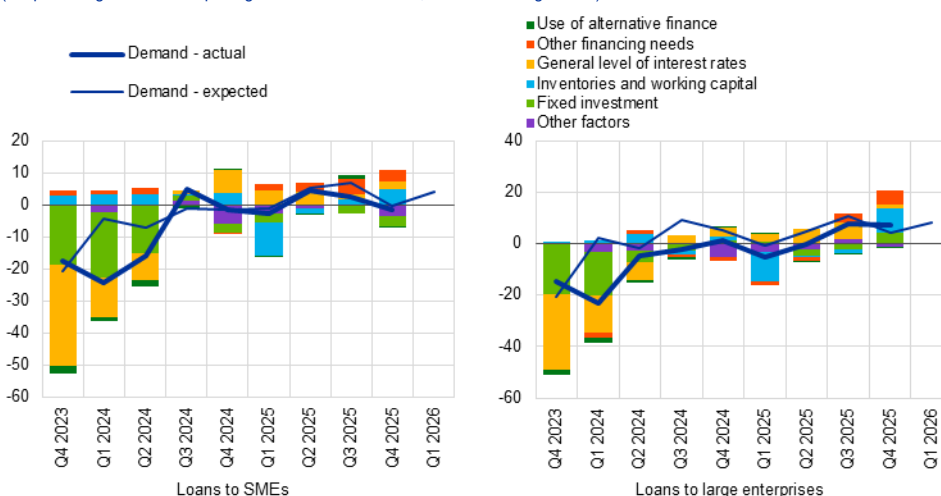 Demand - actual
Demand - expected
Use of alternative finance
Other financing needs
General level of interest rates
Inventories and working capital
Fixed investment
Other factors
20
10
0
-10
-20
-30
-40
-50
-60
Q4 2023
Q1 2024
Q2 2024
Q3 2024
Q4 2024
Q1 2025
Q2 2025
Q3 2025
Q4 2025
Q1 2026
Loans to SMEs
40
20
0
-20
-40
-60
Q4 2023
Q1 2024
Q2 2024
Q3 2024
Q4 2024
Q1 2025
Q2 2025
Q3 2025
Q4 2025
Q1 2026
Loans to large enterprises